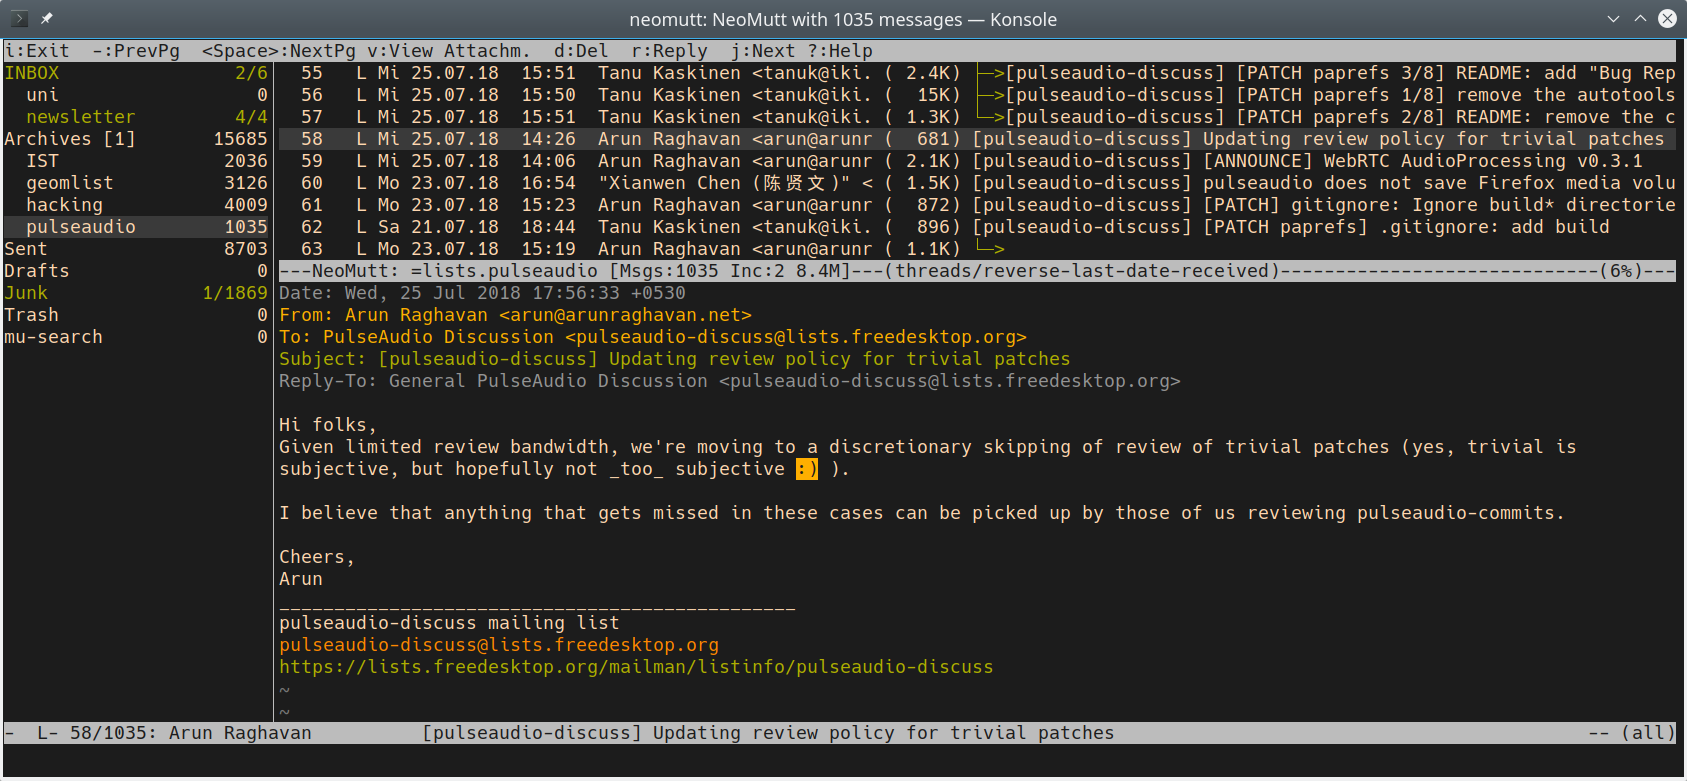 neomutt: NeoMutt with 1035 messages — Konsole
i:Exit  -:PrevPg  <Space>:NextPg v:View Attachm.  d:Del  r:Reply  j:Next ?:Help
INBOX 2/6
uni 0
newsletter 4/4
Archives [1] 15685
IST 2036
geomlist 3126
hacking 4009
pulseaudio 1035
Sent 8703
Drafts 0
Junk 1/1869
Trash 0
mu-search 0
55   L Mi 25.07.18  15:51  Tanu Kaskinen <tanuk@iki. ( 2.4K) ├─>[pulseaudio-discuss] [PATCH paprefs 3/8] README: add "Bug Rep
56   L Mi 25.07.18  15:50  Tanu Kaskinen <tanuk@iki. (  15K) ├─>[pulseaudio-discuss] [PATCH paprefs 1/8] remove the autotools
57   L Mi 25.07.18  15:51  Tanu Kaskinen <tanuk@iki. ( 1.3K) └─>[pulseaudio-discuss] [PATCH paprefs 2/8] README: remove the c
58   L Mi 25.07.18  14:26  Arun Raghavan <arun@arunr (  681) [pulseaudio-discuss] Updating review policy for trivial patches
59   L Mi 25.07.18  14:06  Arun Raghavan <arun@arunr ( 2.1K) [pulseaudio-discuss] [ANNOUNCE] WebRTC AudioProcessing v0.3.1
60   L Mo 23.07.18  16:54  "Xianwen Chen (陈贤文)" < ( 1.5K) [pulseaudio-discuss] pulseaudio does not save Firefox media volu
61   L Mo 23.07.18  15:23  Arun Raghavan <arun@arunr (  872) [pulseaudio-discuss] [PATCH] gitignore: Ignore build* directorie
62   L Sa 21.07.18  18:44  Tanu Kaskinen <tanuk@iki. (  896) [pulseaudio-discuss] [PATCH paprefs] .gitignore: add build
63   L Mo 23.07.18  15:19  Arun Raghavan <arun@arunr ( 1.1K) └─>
---NeoMutt: =lists.pulseaudio [Msgs:1035 Inc:2 8.4M]---(threads/reverse-last-date-received)-----------------------------(6%)---
Date: Wed, 25 Jul 2018 17:56:33 +0530
From: Arun Raghavan <arun@arunraghavan.net>
To: PulseAudio Discussion <pulseaudio-discuss@lists.freedesktop.org>
Subject: [pulseaudio-discuss] Updating review policy for trivial patches
Reply-To: General PulseAudio Discussion <pulseaudio-discuss@lists.freedesktop.org>
Hi folks,
Given limited review bandwidth, we're moving to a discretionary skipping of review of trivial patches (yes, trivial is
subjective, but hopefully not _too_ subjective :) ).
I believe that anything that gets missed in these cases can be picked up by those of us reviewing pulseaudio-commits.
Cheers,
Arun
_______________________________________________
pulseaudio-discuss mailing list
pulseaudio-discuss@lists.freedesktop.org
https://lists.freedesktop.org/mailman/listinfo/pulseaudio-discuss
~
~
-  L- 58/1035: Arun Raghavan          [pulseaudio-discuss] Updating review policy for trivial patches -- (all)